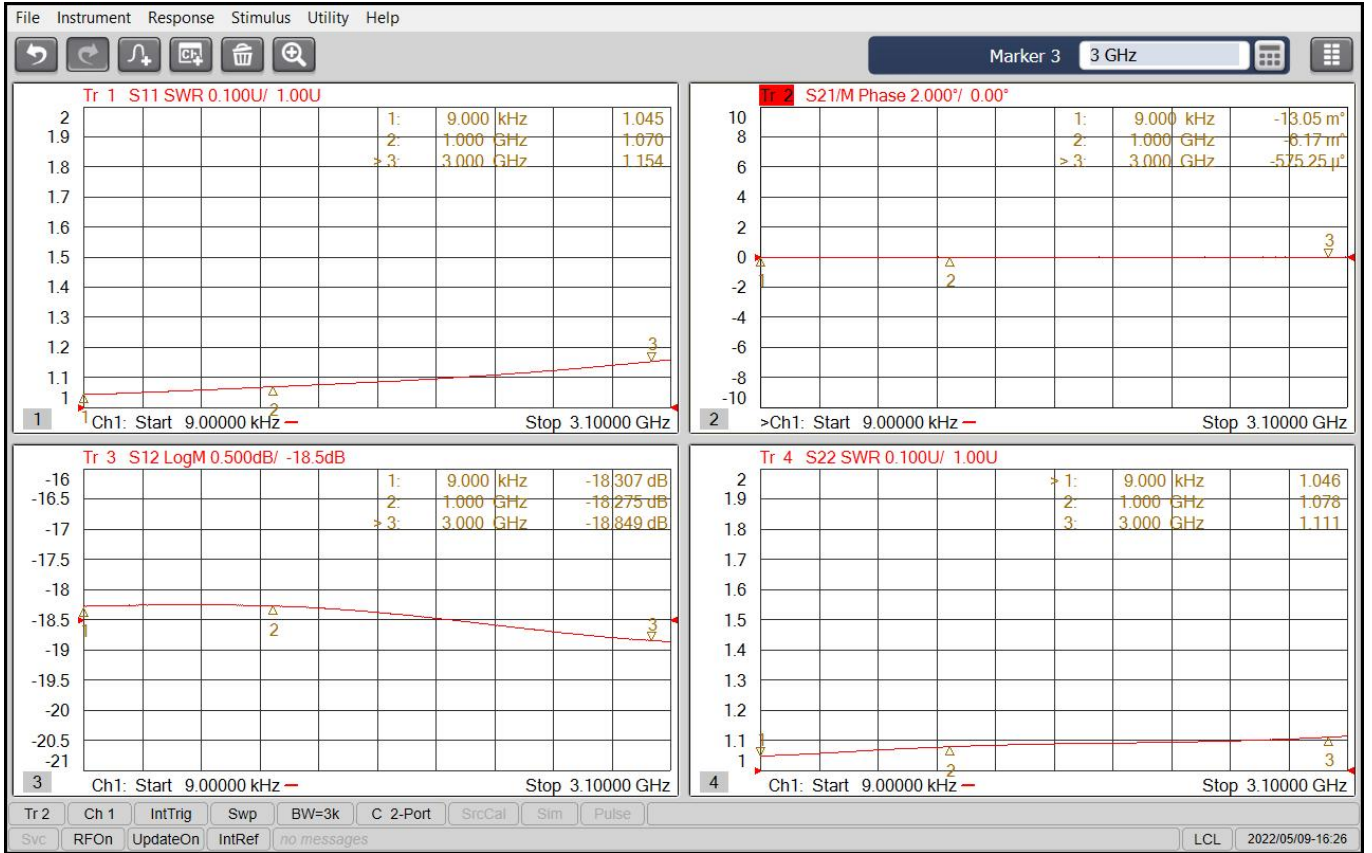 File Instrument Response Stimulus Utility Help
Marker 3 3 GHz
Tr 1 S11 SWR 0.100U/ 1.00U
2
1.9
1.8
1.7
1.6
1.5
1.4
1.3
1.2
1.1
1
1: 9.000 kHz 1.045
2: 1.000 GHz 1.070
> 3: 3.000 GHz 1.154
1
2
3
1 Ch1: Start 9.00000 kHz Stop 3.10000 GHz
Tr 2 S21/M Phase 2.000°/ 0.00°
10
8
6
4
2
0
-2
-4
-6
-8
-10
1: 9.000 kHz -13.05 m°
2: 1.000 GHz -6.17 m°
> 3: 3.000 GHz -575.25 µ°
1
2
3
2 >Ch1: Start 9.00000 kHz Stop 3.10000 GHz
Tr 3 S12 LogM 0.500dB/ -18.5dB
-16
-16.5
-17
-17.5
-18
-18.5
-19
-19.5
-20
-20.5
-21
1: 9.000 kHz -18.307 dB
2: 1.000 GHz -18.275 dB
> 3: 3.000 GHz -18.849 dB
1
2
3
3 Ch1: Start 9.00000 kHz Stop 3.10000 GHz
Tr 4 S22 SWR 0.100U/ 1.00U
2
1.9
1.8
1.7
1.6
1.5
1.4
1.3
1.2
1.1
1
> 1: 9.000 kHz 1.046
2: 1.000 GHz 1.078
3: 3.000 GHz 1.111
1
2
3
4 Ch1: Start 9.00000 kHz Stop 3.10000 GHz
Tr 2 Ch 1 IntTrig Swp BW=3k C 2-Port SrcCal Sim Pulse
Svc RFOn UpdateOn IntRef no messages LCL 2022/05/09-16:26